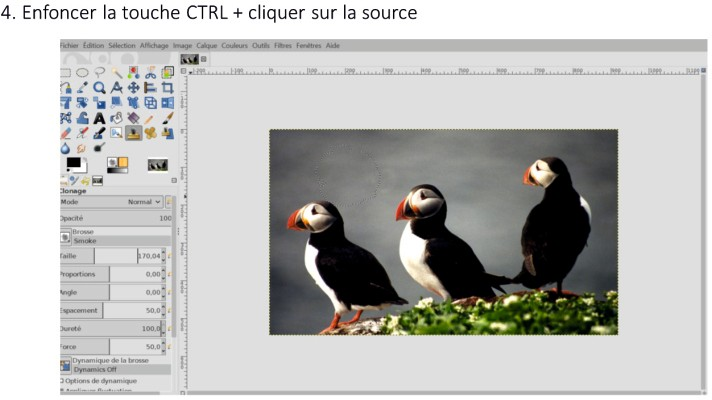 4. Enfoncer la touche CTRL + cliquer sur la source
Fichier Édition Sélection Affichage Image Calque Couleurs Outils Filtres Fenêtres Aide
Clonage
Mode Normal
Opacité 100
Brosse
Smoke
Taille 170,04
Proportions 0,00
Angle 0,00
Espacement 50,0
Dureté 100,0
Force 50,0
Dynamique de la brosse
Dynamics Off
Options de dynamique